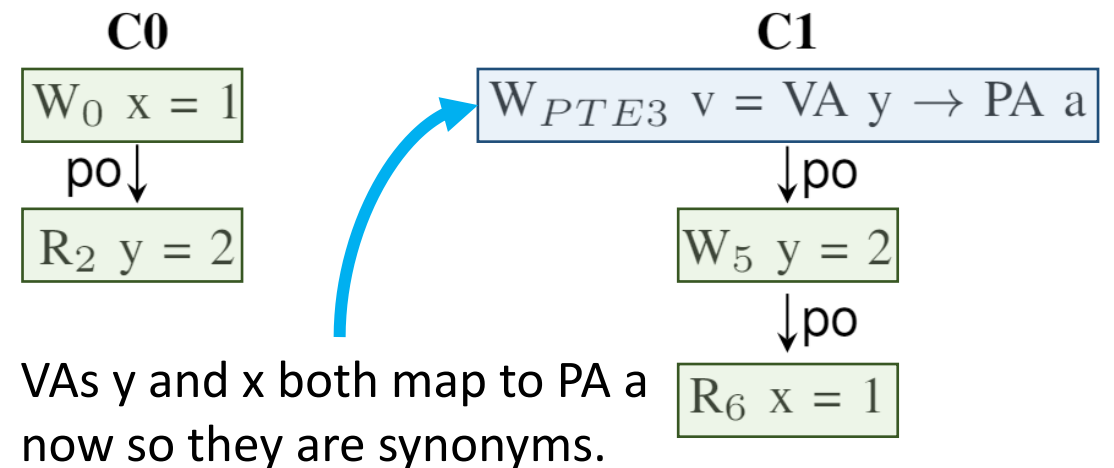 C0
W₀ x = 1
po
R₂ y = 2
C1
W_PTE3 v = VA y → PA a
po
W₅ y = 2
po
R₆ x = 1
VAs y and x both map to PA a
now so they are synonyms.